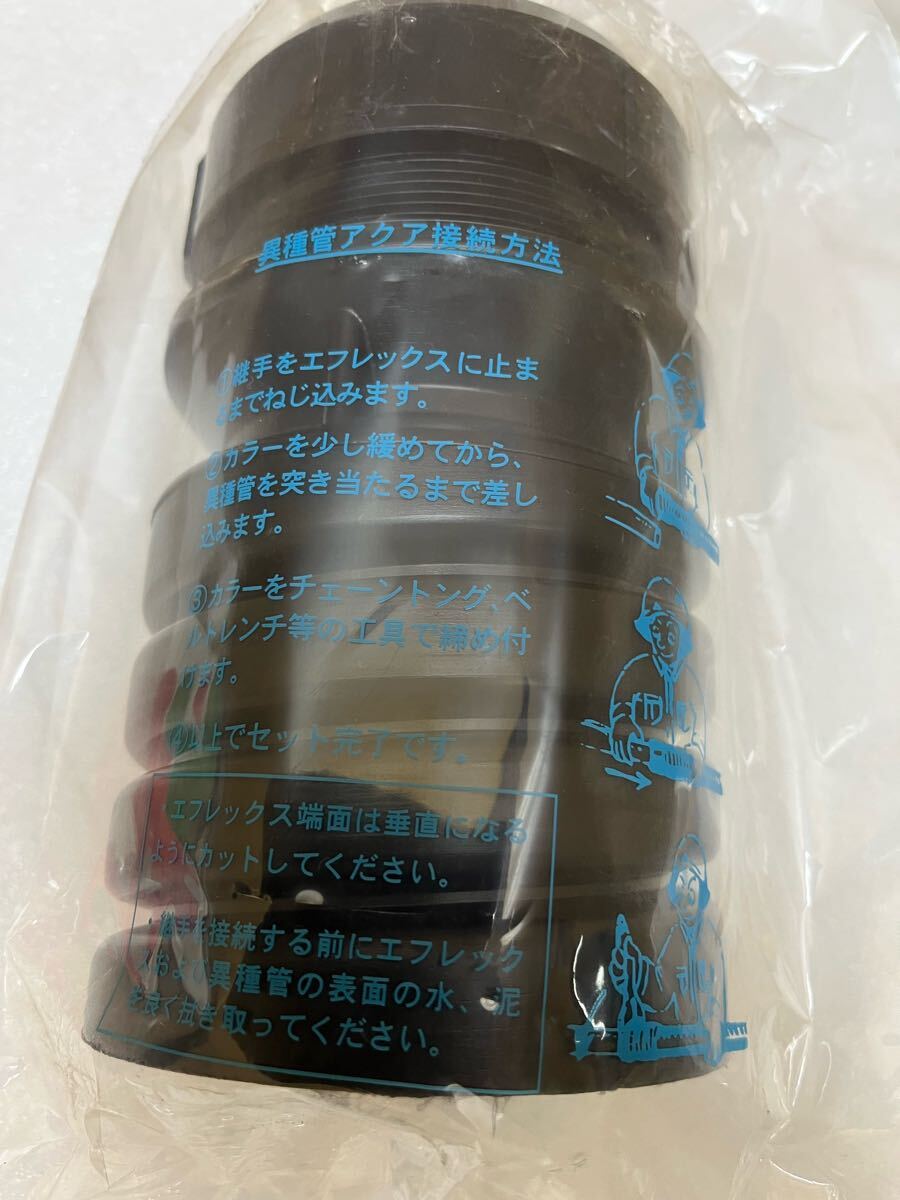 異種管アクア接続方法
①継手をエフレックスに止ま
るまでねじ込みます。
②カラーを少し緩めてから、
異種管を突き当たるまで差し
込みます。
③カラーをチェーントング、ベ
ルトレンチ等の工具で締め付
けます。
④以上でセット完了です。
・エフレックス端面は垂直になる
ようにカットしてください。
・継手を接続する前にエフレック
スおよび異種管の表面の水、泥
を良く拭き取ってください。